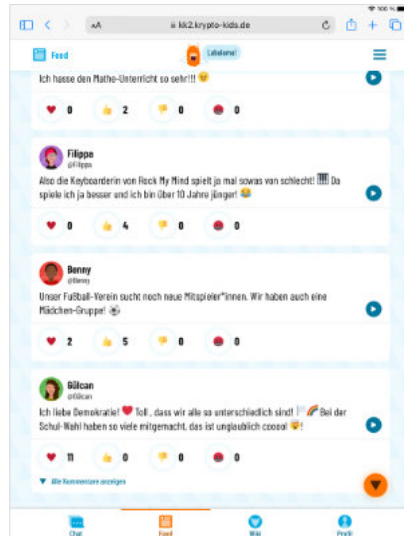 100 %
AA kk2.krypto-kids.de
Feed
Ich hasse den Mathe-Unterricht so sehr!!!
0 2 0 0
Filippa
@Filippa
Also die Keyboarderin von Rock My Mind spielt ja mal sowas von schlecht! Da
spiele ich ja besser und ich bin über 10 Jahre jünger!
0 4 0 0
Benny
@Benny
Unser Fußball-Verein sucht noch neue Mitspieler*innen. Wir haben auch eine
Mädchen-Gruppe!
2 5 0 0
Gülcan
@Gülcan
Ich liebe Demokratie! Toll, dass wir alle so unterschiedlich sind! Bei der
Schul-Wahl haben so viele mitgemacht, das ist unglaublich cooool !
11 0 0 0
Alle Kommentare anzeigen
Chat Feed Wiki Profil